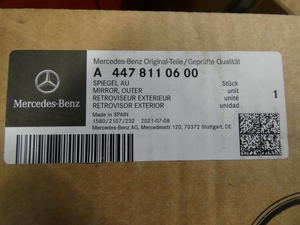 Mercedes-Benz Original-Teile/Geprüfte Qualität
A 447 811 06 00
SPIEGEL AU Stück
MIRROR, OUTER unit
RETROVISEUR EXTERIEUR unité
RETROVISOR EXTERIOR unidad
1
Made in SPAIN
1580/2107/232 2021-07-08
Mercedes-Benz AG, Mercedesstr.120, 70372 Stuttgart, DE
Mercedes-Benz